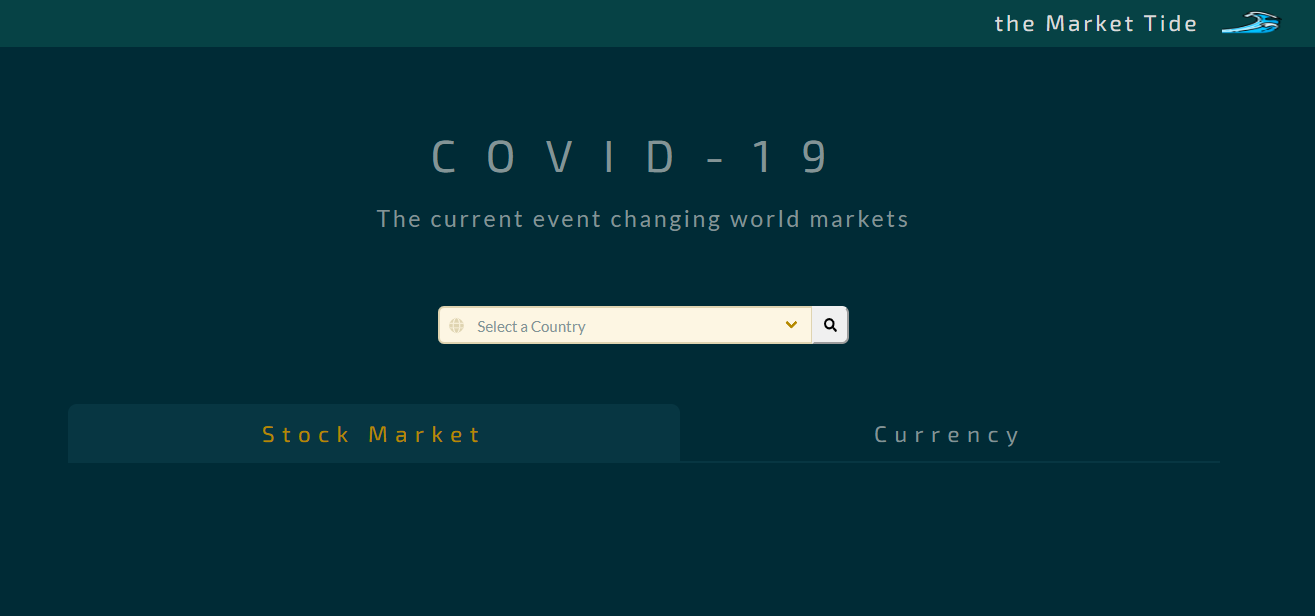 the Market Tide
COVID-19
The current event changing world markets
Select a Country
Stock Market
Currency